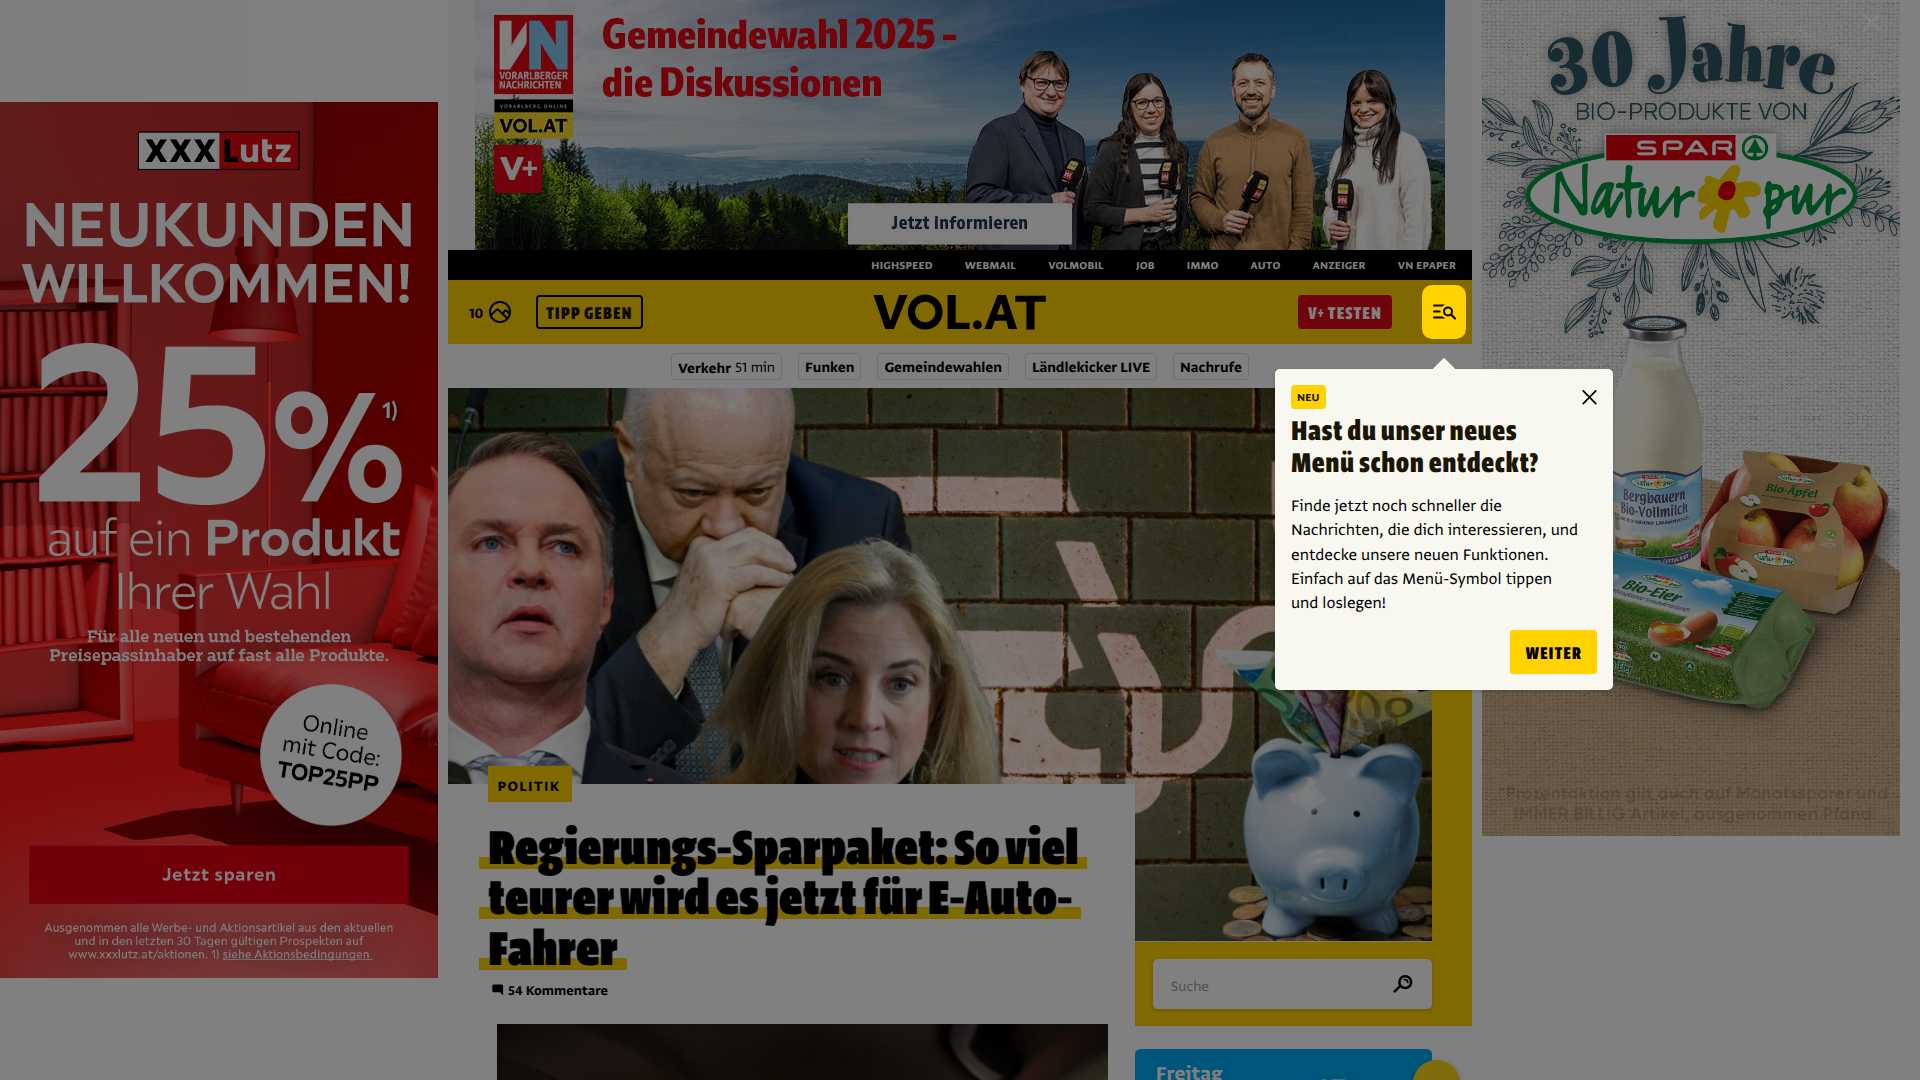 XXXLutz
NEUKUNDEN
WILLKOMMEN!
25%¹⁾
auf ein Produkt
Ihrer Wahl
Für alle neuen und bestehenden
Preisepassinhaber auf fast alle Produkte.
Online
mit Code:
TOP25PP
Jetzt sparen
Ausgenommen alle Werbe- und Aktionsartikel aus den aktuellen
und in den letzten 30 Tagen gültigen Prospekten auf
www.xxxlutz.at/aktionen. 1) siehe Aktionsbedingungen
VN
VORARLBERGER
NACHRICHTEN
VORARLBERG ONLINE
VOL.AT
V+
Gemeindewahl 2025 –
die Diskussionen
Jetzt informieren
HIGHSPEED WEBMAIL VOLMOBIL JOB IMMO AUTO ANZEIGER VN EPAPER
10 TIPP GEBEN VOL.AT V+ TESTEN
Verkehr 51 min Funken Gemeindewahlen Ländlekicker LIVE Nachrufe
NEU
Hast du unser neues
Menü schon entdeckt?
Finde jetzt noch schneller die
Nachrichten, die dich interessieren, und
entdecke unsere neuen Funktionen.
Einfach auf das Menü-Symbol tippen
und loslegen!
WEITER
POLITIK
Regierungs-Sparpaket: So viel
teurer wird es jetzt für E-Auto-
Fahrer
54 Kommentare
Suche
Freitag
30 Jahre
BIO-PRODUKTE VON
SPAR
Natur pur
Bergbauern
Bio-Vollmilch
Bio-Äpfel
SPAR
Natur pur
Bio-Eier
*Prozentaktion gilt auch auf Monatssparer und
IMMER BILLIG Artikel, ausgenommen Pfand.